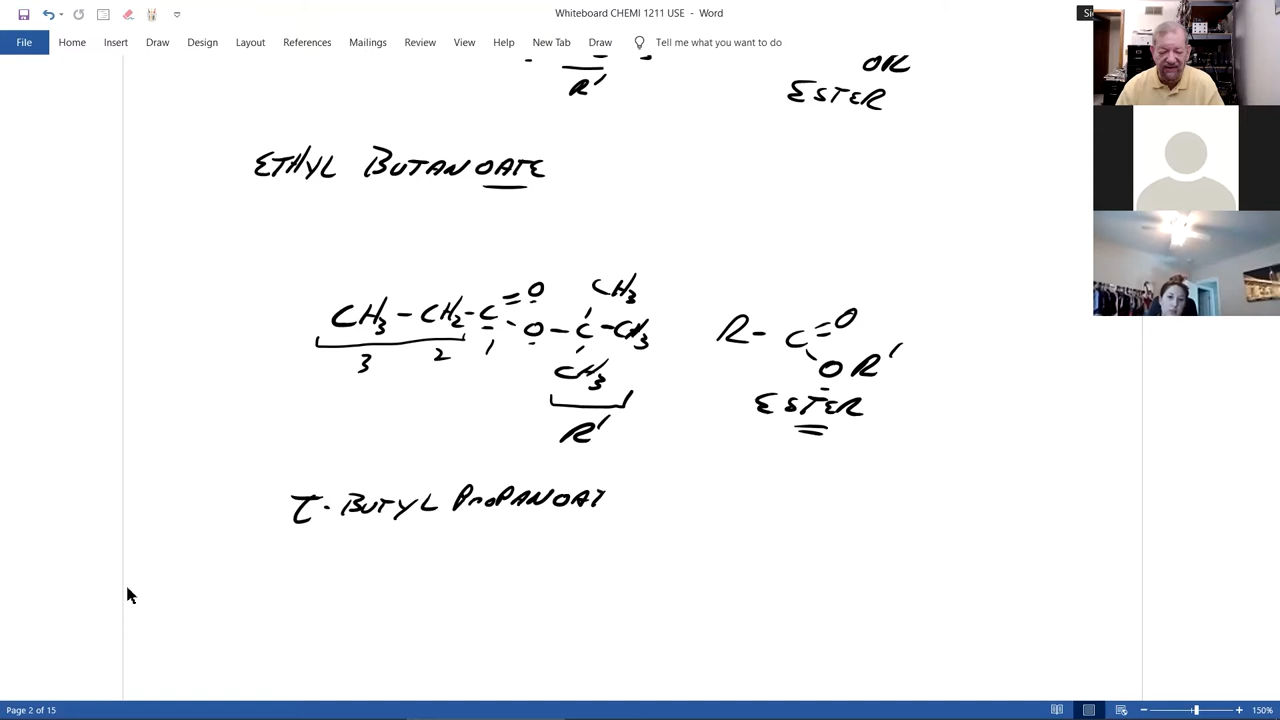 Whiteboard CHEMI 1211 USE - Word
Si
File Home Insert Draw Design Layout References Mailings Review View Help New Tab Draw Tell me what you want to do
R' OR
ESTER
ETHYL BUTANOATE
CH3
CH3-CH2-C=O
O-C-CH3
CH3
3 2 1
R'
R-C=O
OR'
ESTER
T-BUTYL PROPANOAT
Page 2 of 15
150%